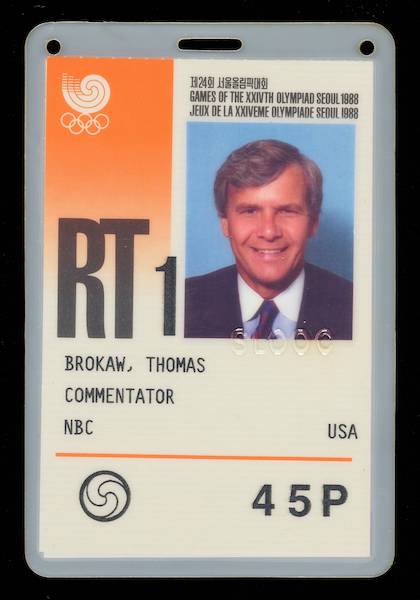 제24회 서울올림픽대회
GAMES OF THE XXIVTH OLYMPIAD SEOUL 1988
JEUX DE LA XXIVEME OLYMPIADE SEOUL 1988
RT 1
SLOOC
BROKAW, THOMAS
COMMENTATOR
NBC USA
45P